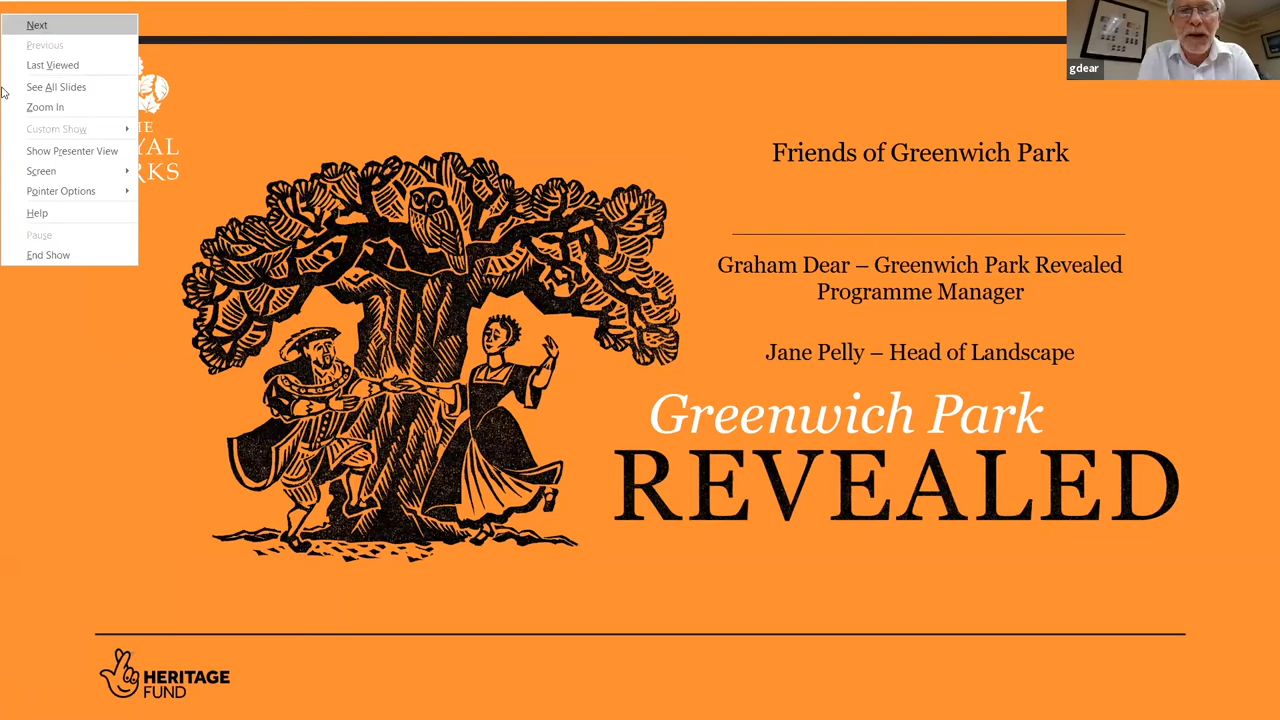 Next
Previous
Last Viewed
See All Slides
Zoom In
Custom Show
Show Presenter View
Screen
Pointer Options
Help
Pause
End Show
gdear
Friends of Greenwich Park
Graham Dear – Greenwich Park Revealed
Programme Manager
Jane Pelly – Head of Landscape
Greenwich Park
REVEALED
HERITAGE
FUND